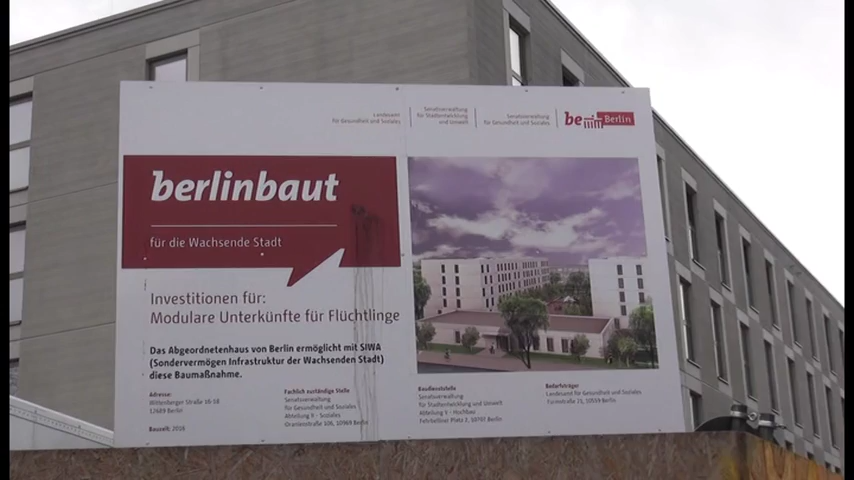 Landesamt
für Gesundheit und Soziales
Senatsverwaltung
für Stadtentwicklung
und Umwelt
Senatsverwaltung
für Gesundheit und Soziales
be Berlin
berlinbaut
für die Wachsende Stadt
Investitionen für:
Modulare Unterkünfte für Flüchtlinge
Das Abgeordnetenhaus von Berlin ermöglicht mit SIWA
(Sondervermögen Infrastruktur der Wachsenden Stadt)
diese Baumaßnahme.
Adresse:
Wittenberger Straße 16-18
12689 Berlin
Bauzeit: 2016
Fachlich zuständige Stelle
Senatsverwaltung
für Gesundheit und Soziales
Abteilung II - Soziales
Oranienstraße 106, 10969 Berlin
Baudienststelle
Senatsverwaltung
für Stadtentwicklung und Umwelt
Abteilung V - Hochbau
Fehrbelliner Platz 2, 10707 Berlin
Bedarfsträger
Landesamt für Gesundheit und Soziales
Turmstraße 21, 10559 Berlin